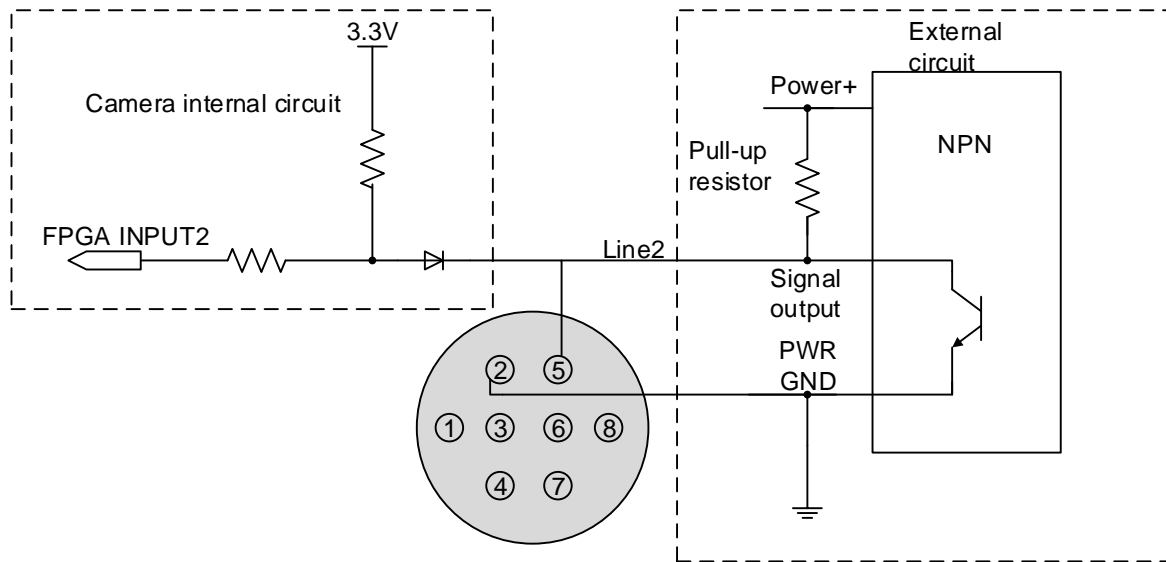 3.3V
Camera internal circuit
FPGA INPUT2
Line2
External
circuit
Power+
NPN
Pull-up
resistor
Signal
output
PWR
GND
2
5
1
3
6
8
4
7